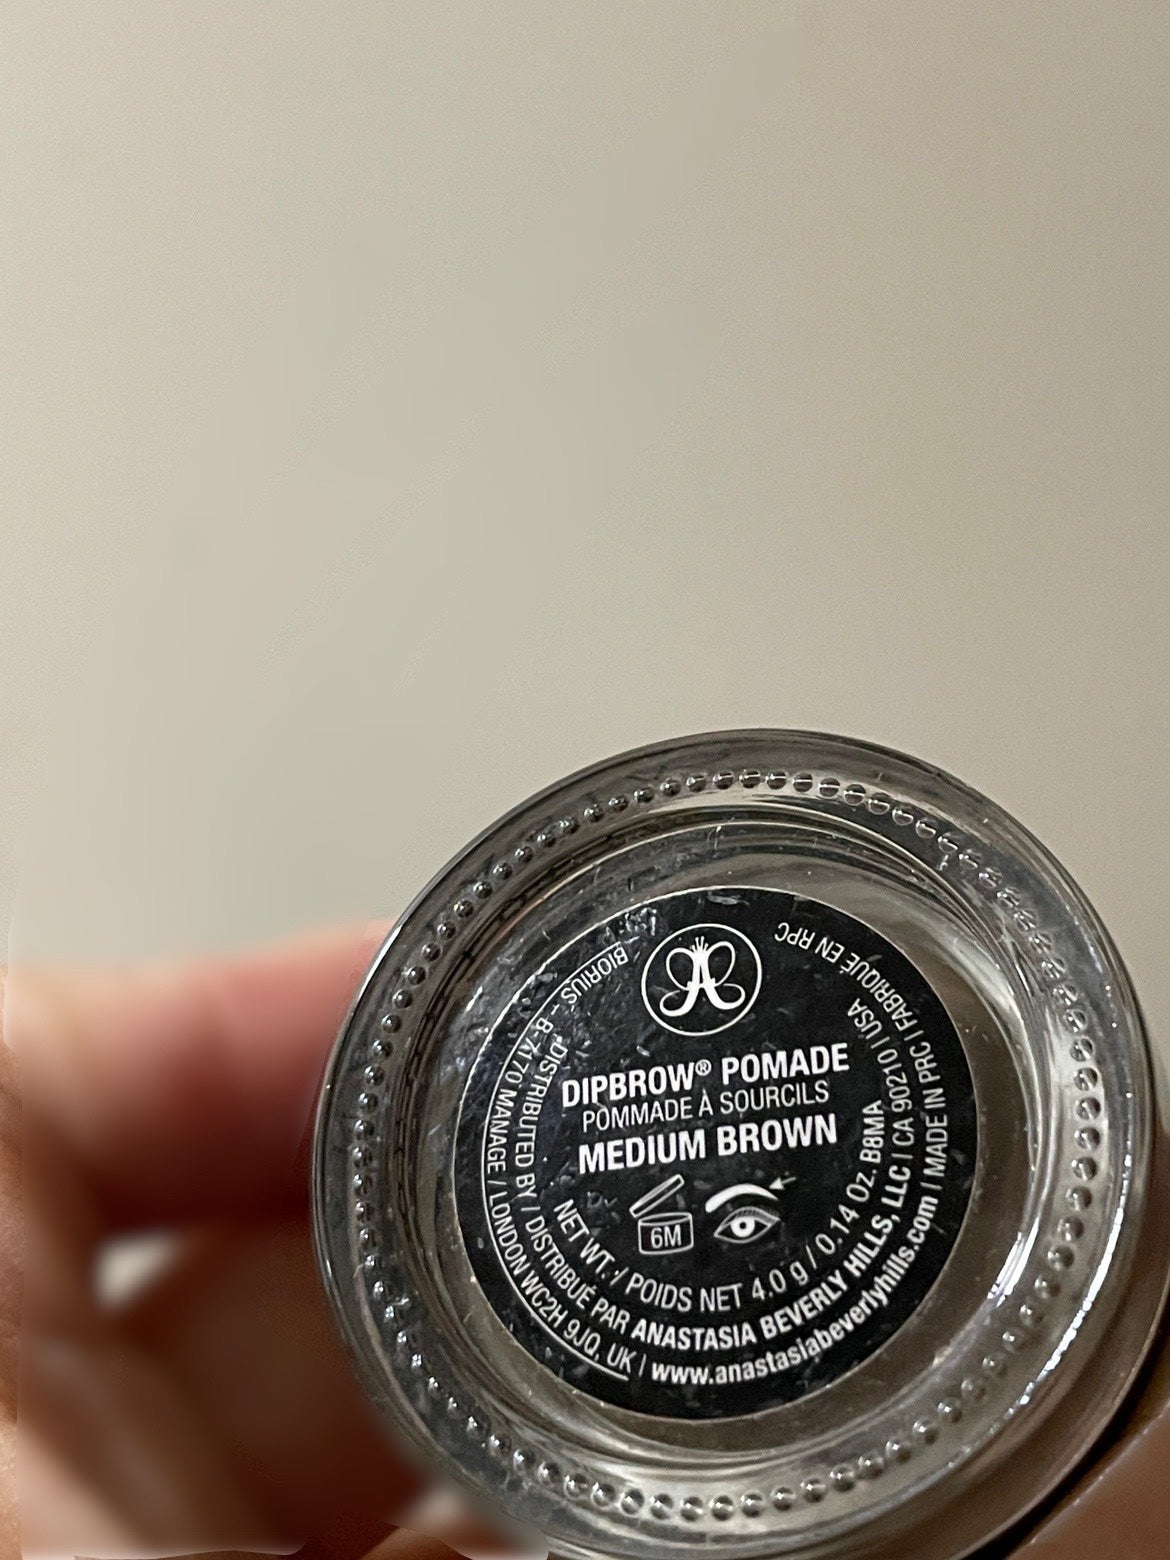 DIPBROW® POMADE
POMMADE À SOURCILS
MEDIUM BROWN
6M
NET WT. / POIDS NET 4.0 g / 0.14 Oz. B8MA
DISTRIBUTED BY / DISTRIBUÉ PAR ANASTASIA BEVERLY HILLS, LLC | CA 90210 | USA
BIORIUS – B-7170 MANAGE / LONDON WC2H 9JQ, UK | www.anastasiabeverlyhills.com | MADE IN PRC | FABRIQUÉ EN RPC